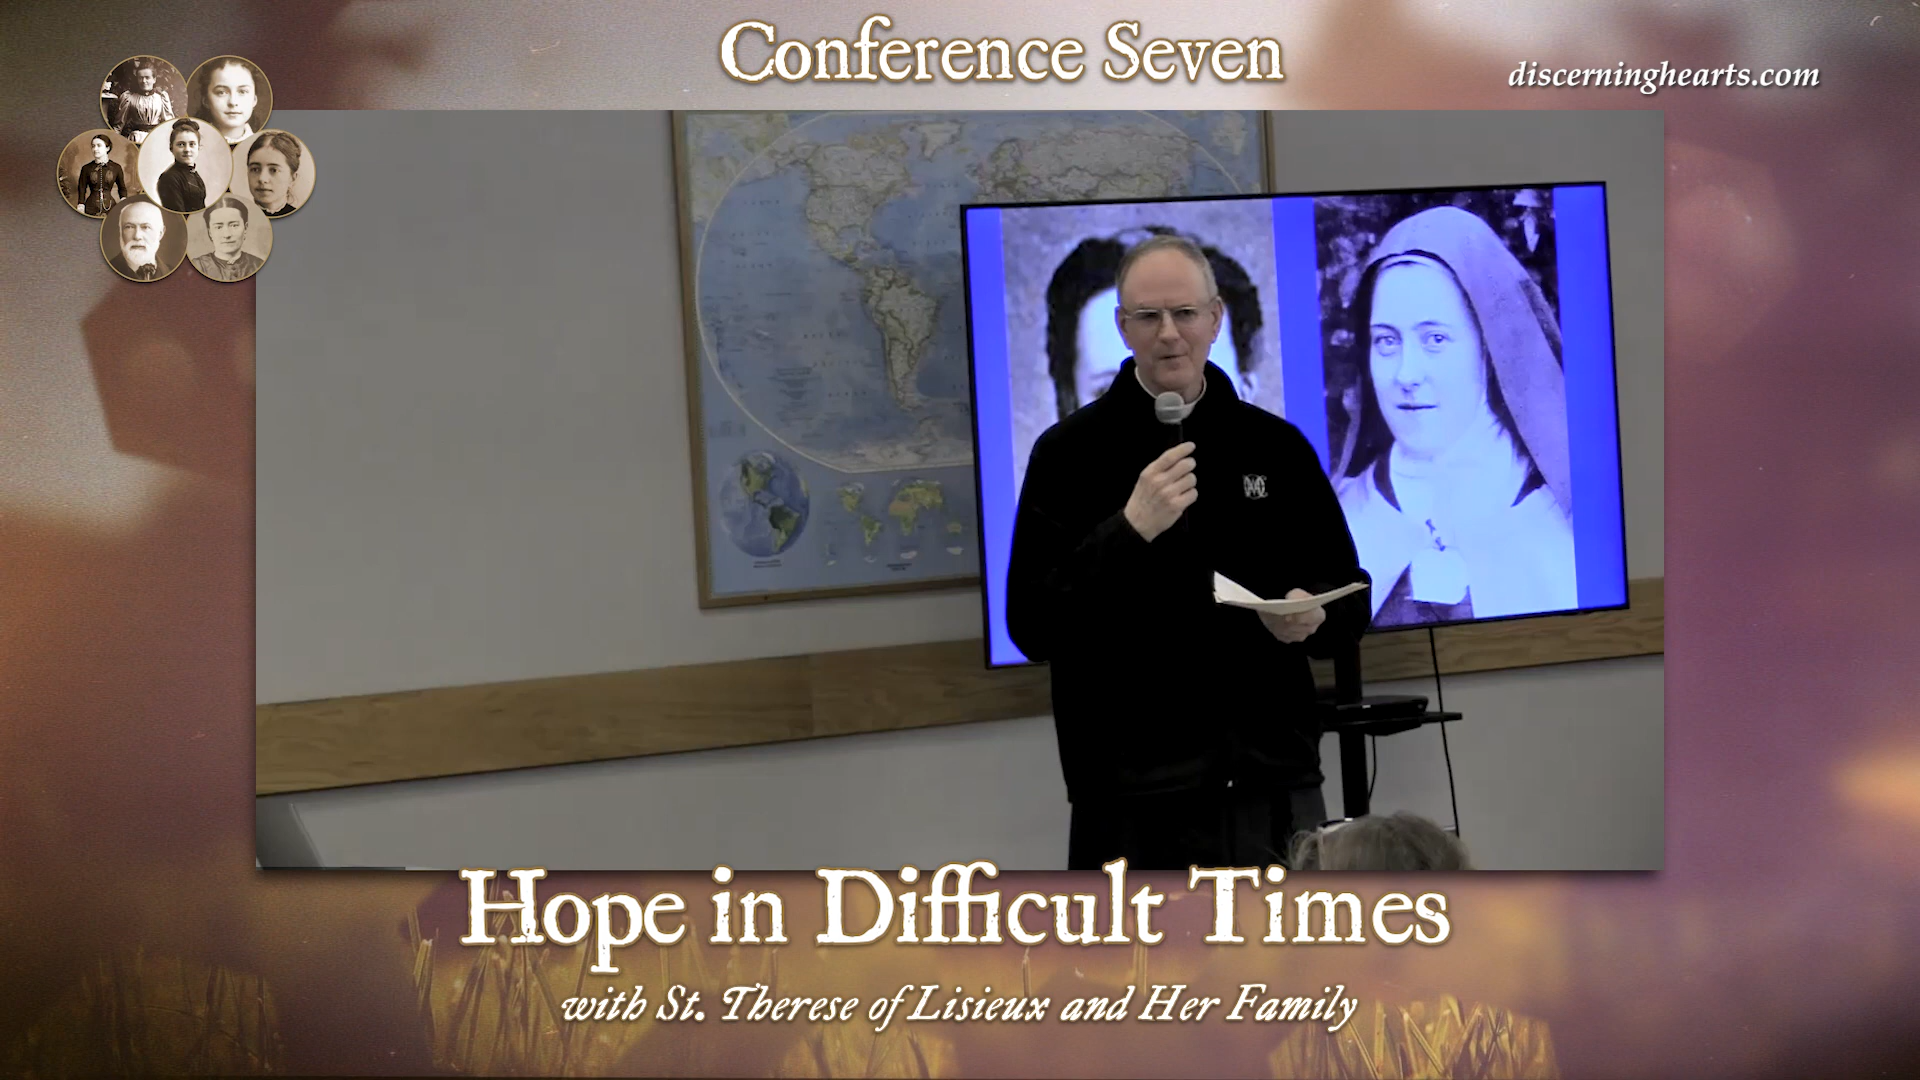 Conference Seven
discerninghearts.com
Hope in Difficult Times
with St. Therese of Lisieux and Her Family